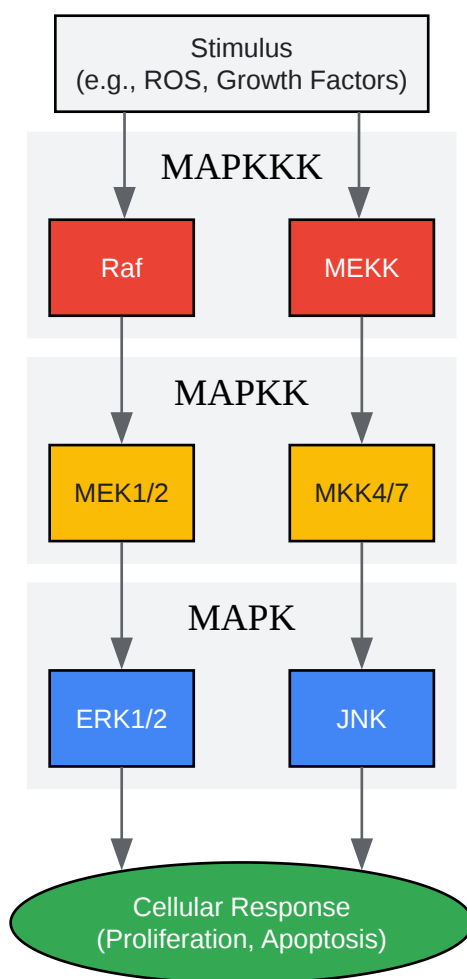 Stimulus
(e.g., ROS, Growth Factors)
MAPKKK
Raf
MEKK
MAPKK
MEK1/2
MKK4/7
MAPK
ERK1/2
JNK
Cellular Response
(Proliferation, Apoptosis)